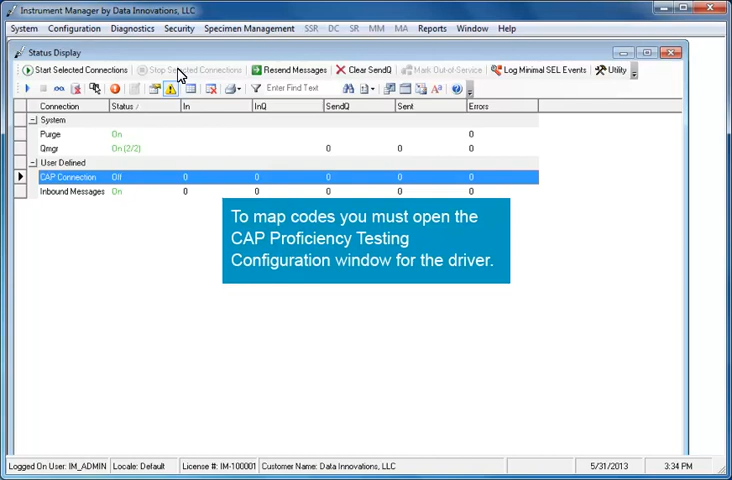 Instrument Manager by Data Innovations, LLC
System Configuration Diagnostics Security Specimen Management SSR DC SR MM AM Reports Window Help
Status Display
Start Selected Connections Stop Selected Connections Resend Messages Clear SendQ Mark Out-of-Service Log Minimal SEL Events Utility
Enter Find Text
Connection Status / In InQ SendQ Sent Errors
System
Purge On 0
Qmgr On (2/2) 0 0 0
User Defined
CAP Connection Off 0 0 0 0 0
Inbound Messages On 0 0 0 0 0
To map codes you must open the
CAP Proficiency Testing
Configuration window for the driver.
Logged On User: IM_ADMIN Locale: Default License #: IM-100001 Customer Name: Data Innovations, LLC 5/31/2013 3:34 PM